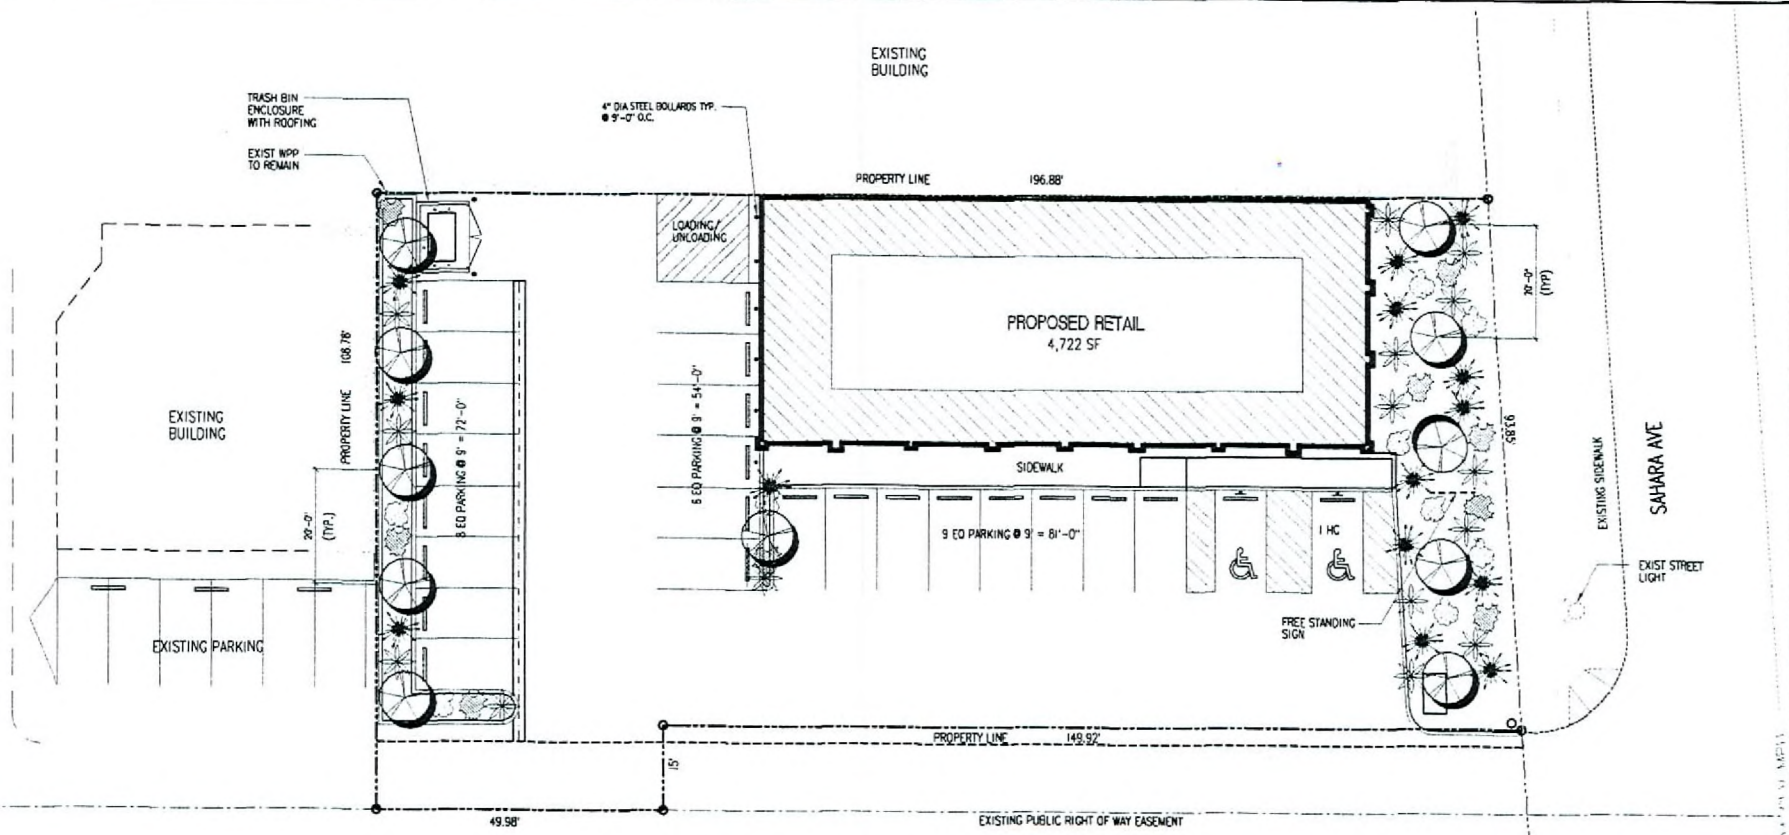 EXISTING
BUILDING
TRASH BIN
ENCLOSURE
WITH ROOFING
4" DIA STEEL BOLLARDS TYP.
@ 9'-0" O.C.
EXIST WPP
TO REMAIN
PROPERTY LINE 196.88'
LOADING/
UNLOADING
20'-0"
(TYP.)
PROPOSED RETAIL
4,722 SF
PROPERTY LINE 108.78'
EXISTING
BUILDING
8 EQ PARKING @ 9' = 72'-0"
6 EQ PARKING @ 9' = 54'-0"
93.85'
SIDEWALK
EXISTING SIDEWALK
SAHARA AVE
20'-0"
(TYP.)
9 EQ PARKING @ 9' = 81'-0"
1 HC
EXIST STREET
LIGHT
FREE STANDING
SIGN
EXISTING PARKING
PROPERTY LINE 149.92'
15'
49.98'
EXISTING PUBLIC RIGHT OF WAY EASEMENT